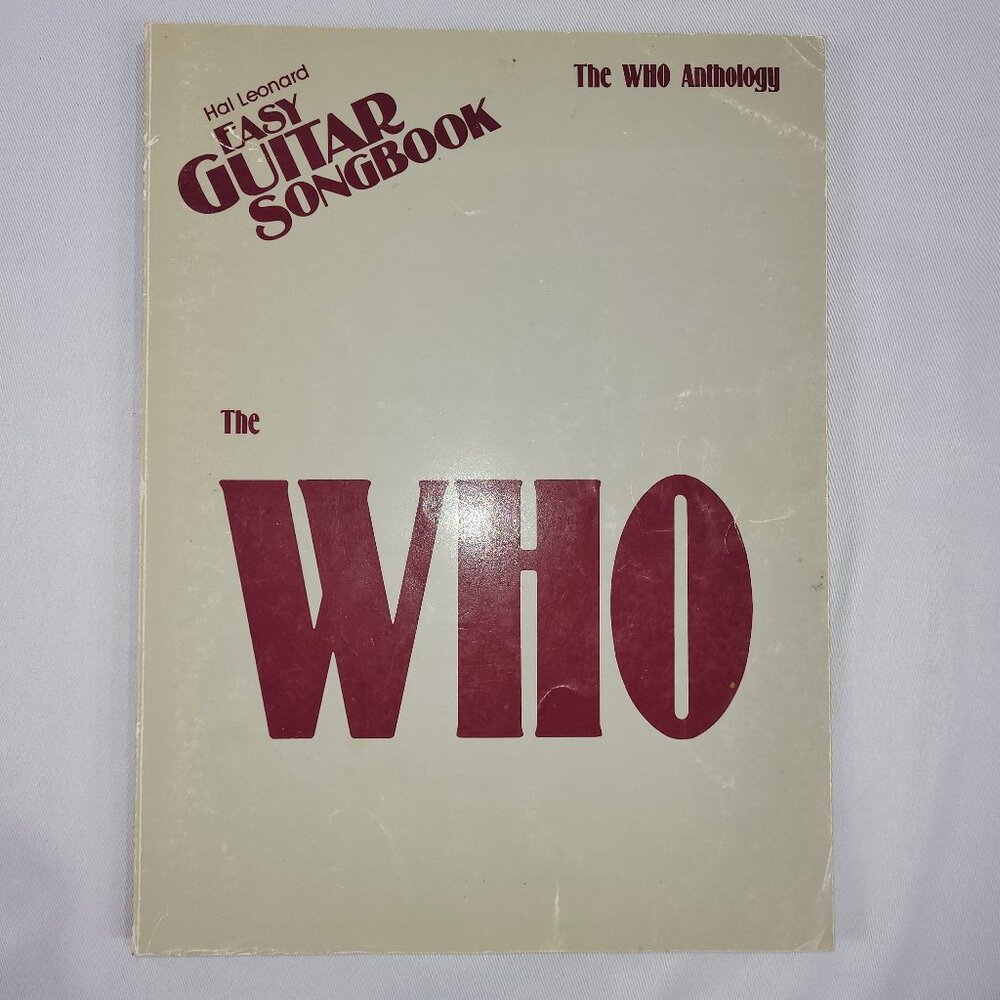 Hal Leonard
EASY
GUITAR
SONGBOOK
The WHO Anthology
The
WHO